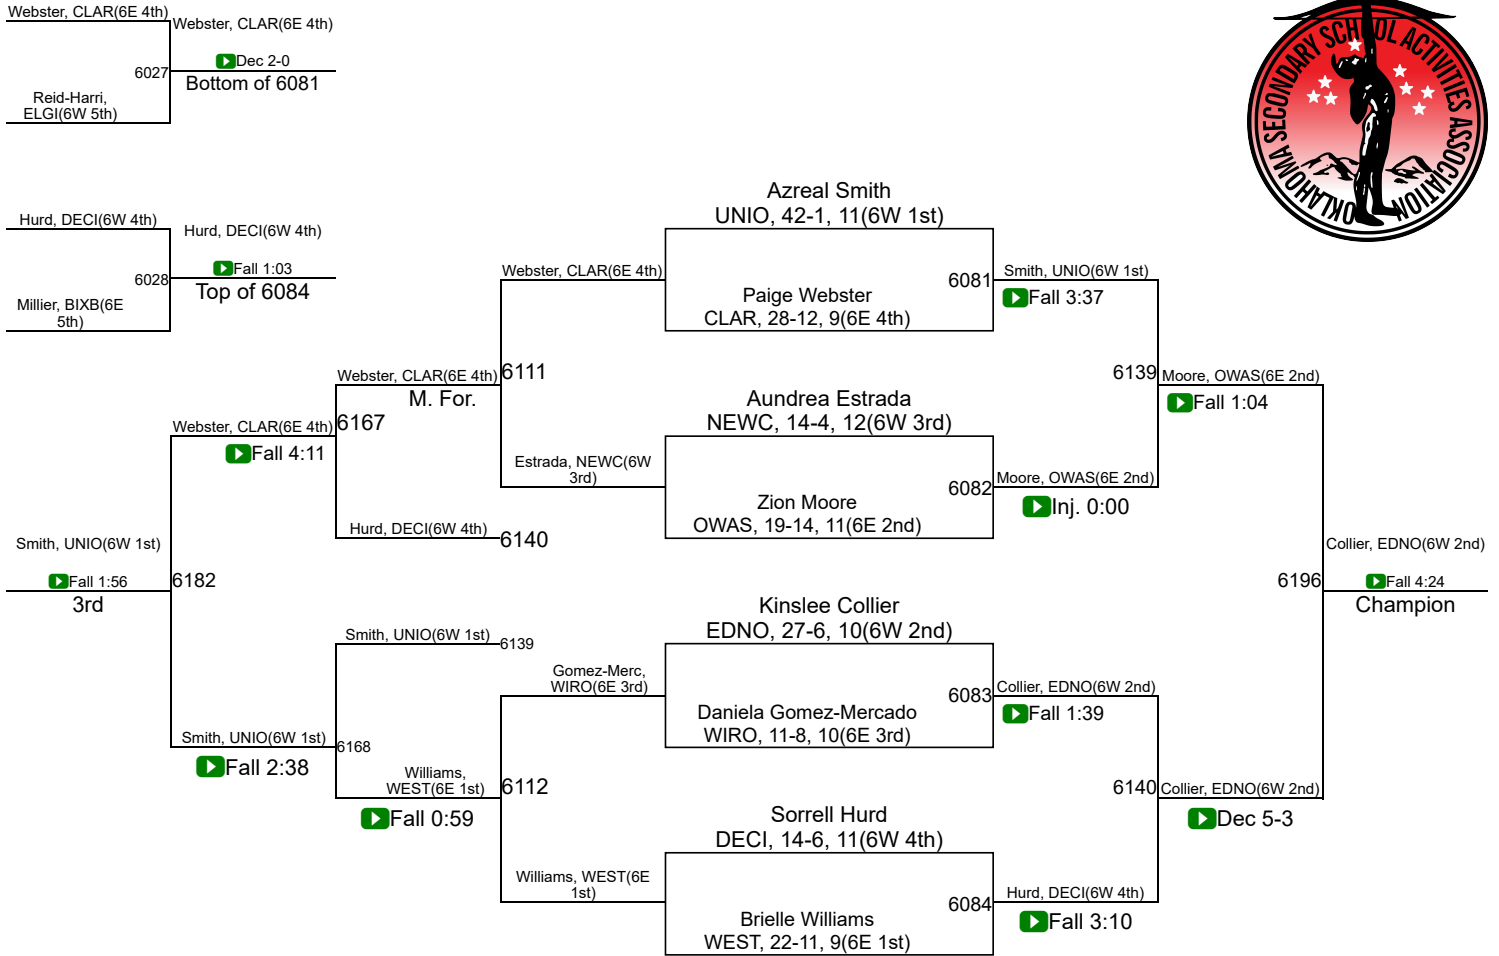 Webster, CLAR(6E 4th)
Webster, CLAR(6E 4th)
6027
Dec 2-0
Bottom of 6081
Reid-Harri,
ELGI(6W 5th)
OKLAHOMA SECONDARY SCHOOL ACTIVITIES ASSOCIATION
Hurd, DECI(6W 4th)
Hurd, DECI(6W 4th)
6028
Fall 1:03
Top of 6084
Millier, BIXB(6E
5th)
Azreal Smith
UNIO, 42-1, 11(6W 1st)
Webster, CLAR(6E 4th)
6081
Smith, UNIO(6W 1st)
Fall 3:37
Paige Webster
CLAR, 28-12, 9(6E 4th)
Webster, CLAR(6E 4th)
6111
M. For.
6139
Moore, OWAS(6E 2nd)
Fall 1:04
Aundrea Estrada
NEWC, 14-4, 12(6W 3rd)
Webster, CLAR(6E 4th)
6167
Fall 4:11
Estrada, NEWC(6W
3rd)
6082
Moore, OWAS(6E 2nd)
Inj. 0:00
Zion Moore
OWAS, 19-14, 11(6E 2nd)
Hurd, DECI(6W 4th)
6140
Smith, UNIO(6W 1st)
Fall 1:56
3rd
6182
Collier, EDNO(6W 2nd)
6196
Fall 4:24
Champion
Kinslee Collier
EDNO, 27-6, 10(6W 2nd)
Smith, UNIO(6W 1st)
6139
Gomez-Merc,
WIRO(6E 3rd)
6083
Collier, EDNO(6W 2nd)
Fall 1:39
Daniela Gomez-Mercado
WIRO, 11-8, 10(6E 3rd)
Smith, UNIO(6W 1st)
6168
Fall 2:38
Williams,
WEST(6E 1st)
6112
Fall 0:59
6140
Collier, EDNO(6W 2nd)
Dec 5-3
Sorrell Hurd
DECI, 14-6, 11(6W 4th)
Williams, WEST(6E
1st)
6084
Hurd, DECI(6W 4th)
Fall 3:10
Brielle Williams
WEST, 22-11, 9(6E 1st)